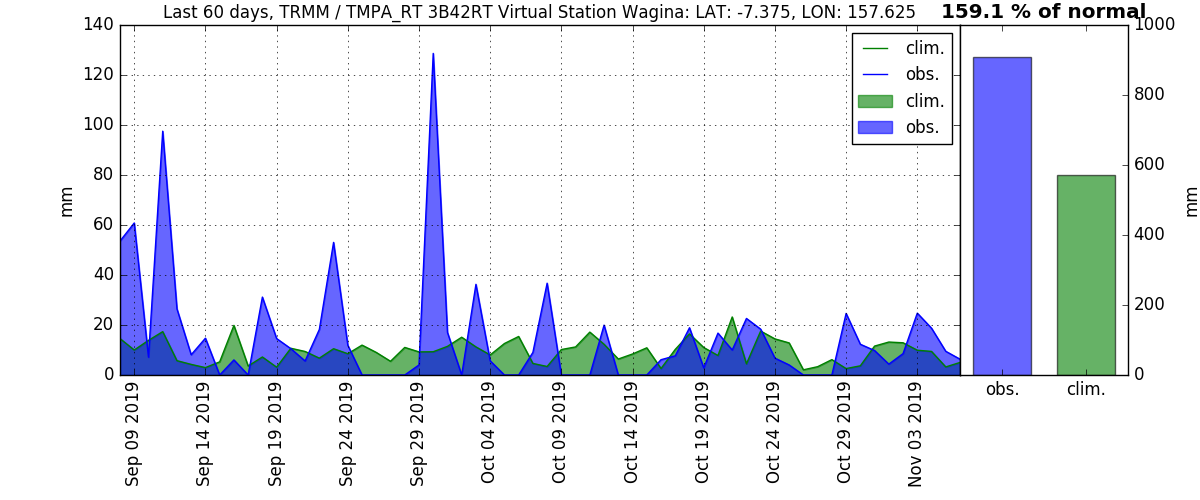 Last 60 days, TRMM / TMPA_RT 3B42RT Virtual Station Wagina: LAT: -7.375, LON: 157.625
159.1 % of normal
140
120
100
80
60
40
20
0
mm
clim.
obs.
clim.
obs.
Sep 09 2019
Sep 14 2019
Sep 19 2019
Sep 24 2019
Sep 29 2019
Oct 04 2019
Oct 09 2019
Oct 14 2019
Oct 19 2019
Oct 24 2019
Oct 29 2019
Nov 03 2019
1000
800
600
400
200
0
mm
obs.
clim.